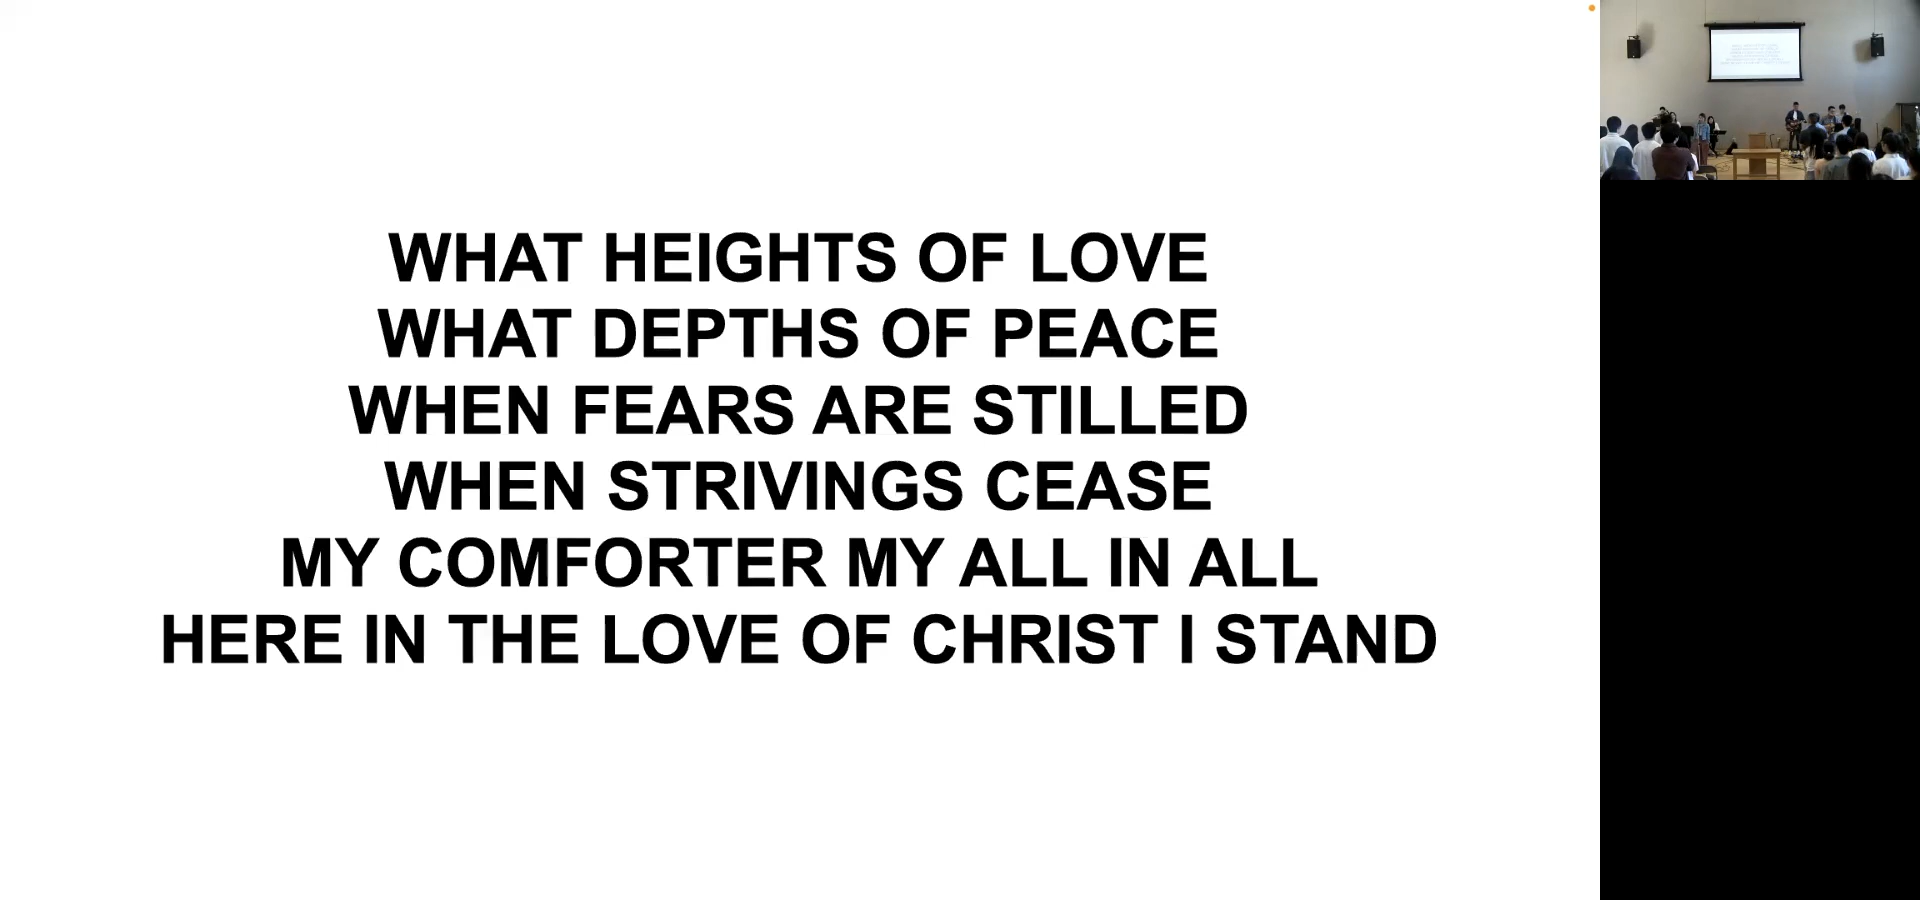 WHAT HEIGHTS OF LOVE
WHAT DEPTHS OF PEACE
WHEN FEARS ARE STILLED
WHEN STRIVINGS CEASE
MY COMFORTER MY ALL IN ALL
HERE IN THE LOVE OF CHRIST I STAND